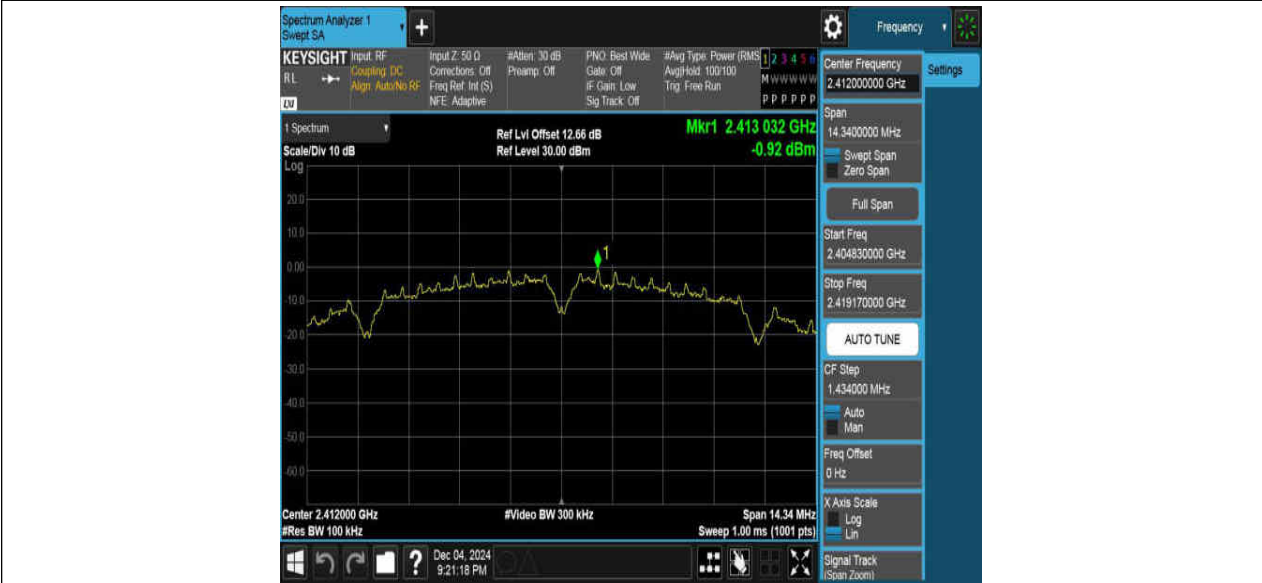 Spectrum Analyzer 1
Swept SA
+
Frequency
KEYSIGHT
RL
LXI
Input: RF
Coupling: DC
Align: Auto/No RF
Input Z: 50 Ω
Corrections: Off
Freq Ref: Int (S)
NFE: Adaptive
#Atten: 30 dB
Preamp: Off
PNO: Best Wide
Gate: Off
IF Gain: Low
Sig Track: Off
#Avg Type: Power (RMS
Avg|Hold: 100/100
Trig: Free Run
1 2 3 4 5 6
M W W W W W
P P P P P P
1 Spectrum
Scale/Div 10 dB
Log
Ref Lvl Offset 12.66 dB
Ref Level 30.00 dBm
Mkr1 2.413 032 GHz
-0.92 dBm
20.0
10.0
0.00
-10.0
-20.0
-30.0
-40.0
-50.0
-60.0
1
Center 2.412000 GHz
#Res BW 100 kHz
#Video BW 300 kHz
Span 14.34 MHz
Sweep 1.00 ms (1001 pts)
Center Frequency
2.412000000 GHz
Settings
Span
14.3400000 MHz
Swept Span
Zero Span
Full Span
Start Freq
2.404830000 GHz
Stop Freq
2.419170000 GHz
AUTO TUNE
CF Step
1.434000 MHz
Auto
Man
Freq Offset
0 Hz
X Axis Scale
Log
Lin
Signal Track
(Span Zoom)
?
Dec 04, 2024
9:21:18 PM